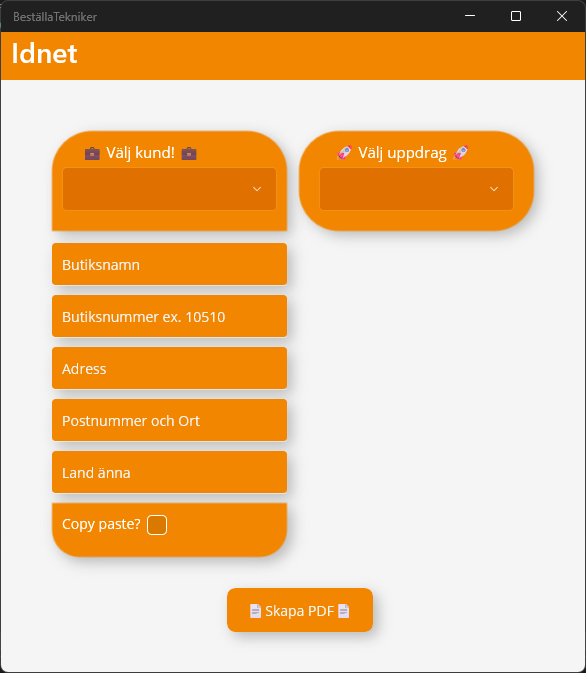 BeställaTekniker
Idnet
💼 Välj kund! 💼
🚀 Välj uppdrag 🚀
Butiksnamn
Butiksnummer ex. 10510
Adress
Postnummer och Ort
Land änna
Copy paste?
📄 Skapa PDF 📄